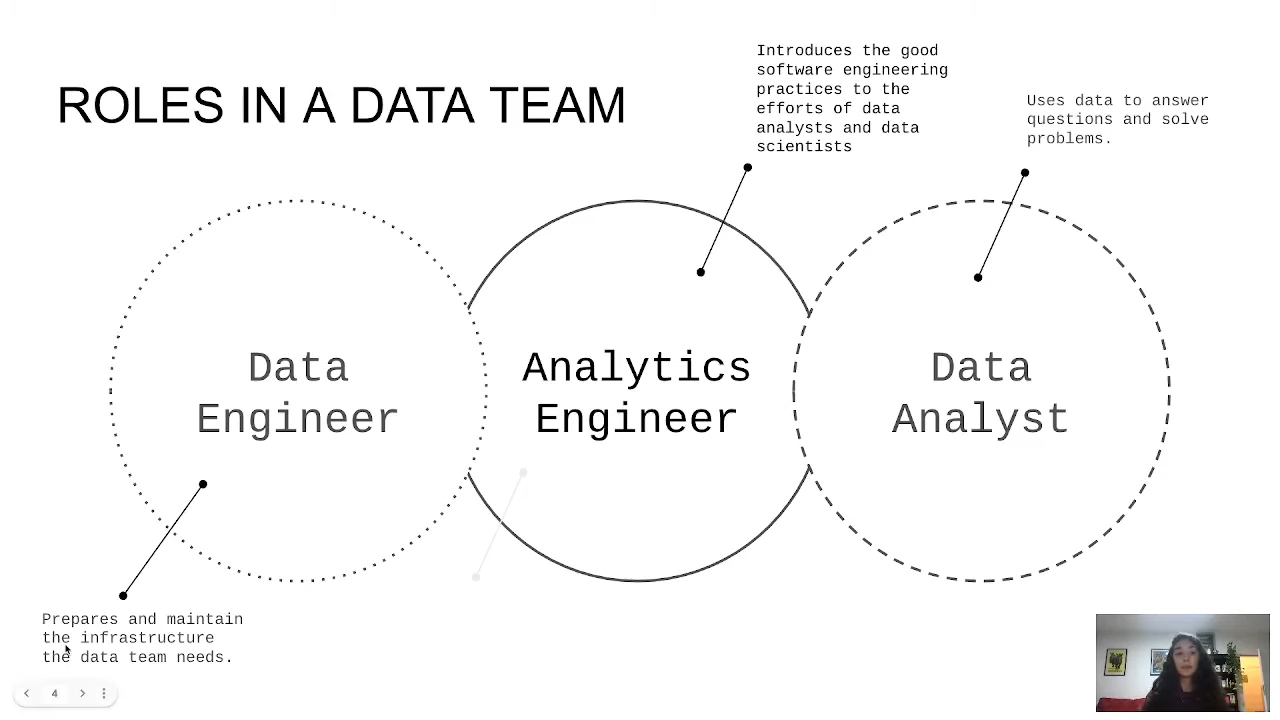 ROLES IN A DATA TEAM
Introduces the good
software engineering
practices to the
efforts of data
analysts and data
scientists
Uses data to answer
questions and solve
problems.
Data
Engineer
Analytics
Engineer
Data
Analyst
Prepares and maintain
the infrastructure
the data team needs.
4